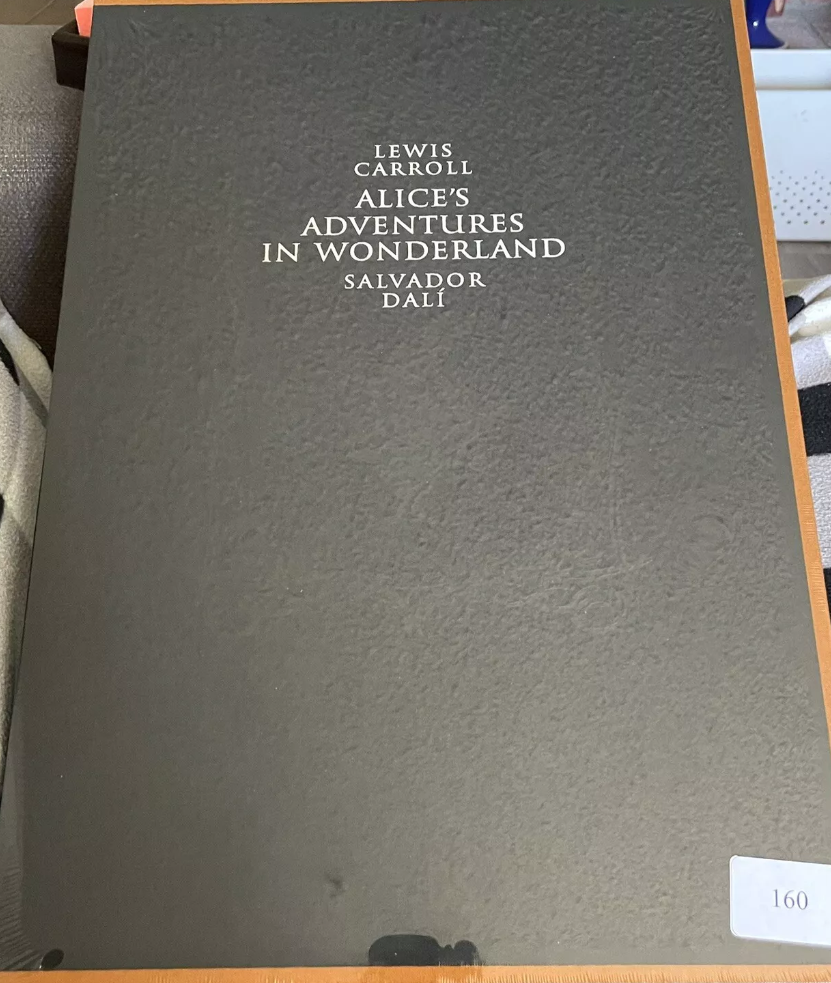 LEWIS
CARROLL
ALICE'S
ADVENTURES
IN WONDERLAND
SALVADOR
DALÍ
160